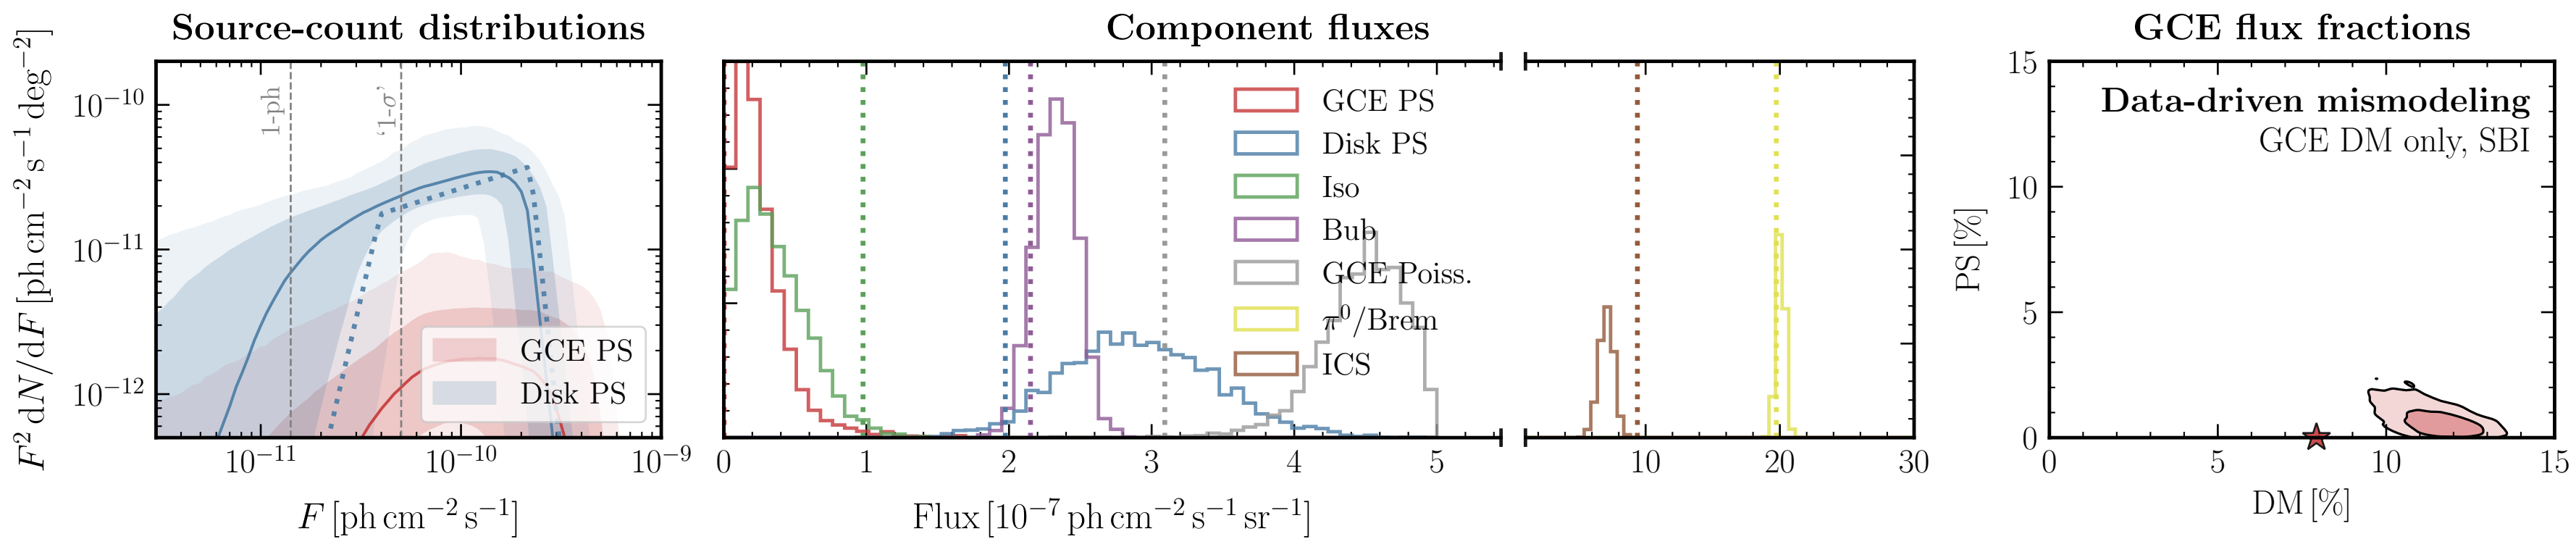 Source-count distributions
F² dN/dF [ph cm⁻² s⁻¹ deg⁻²]
10⁻¹⁰
10⁻¹¹
10⁻¹²
1-ph
‘1-σ’
GCE PS
Disk PS
10⁻¹¹ 10⁻¹⁰ 10⁻⁹
F [ph cm⁻² s⁻¹]
Component fluxes
GCE PS
Disk PS
Iso
Bub
GCE Poiss.
π⁰/Brem
ICS
0 1 2 3 4 5 10 20 30
Flux [10⁻⁷ ph cm⁻² s⁻¹ sr⁻¹]
GCE flux fractions
Data-driven mismodeling
GCE DM only, SBI
PS [%]
15
10
5
0
0 5 10 15
DM [%]